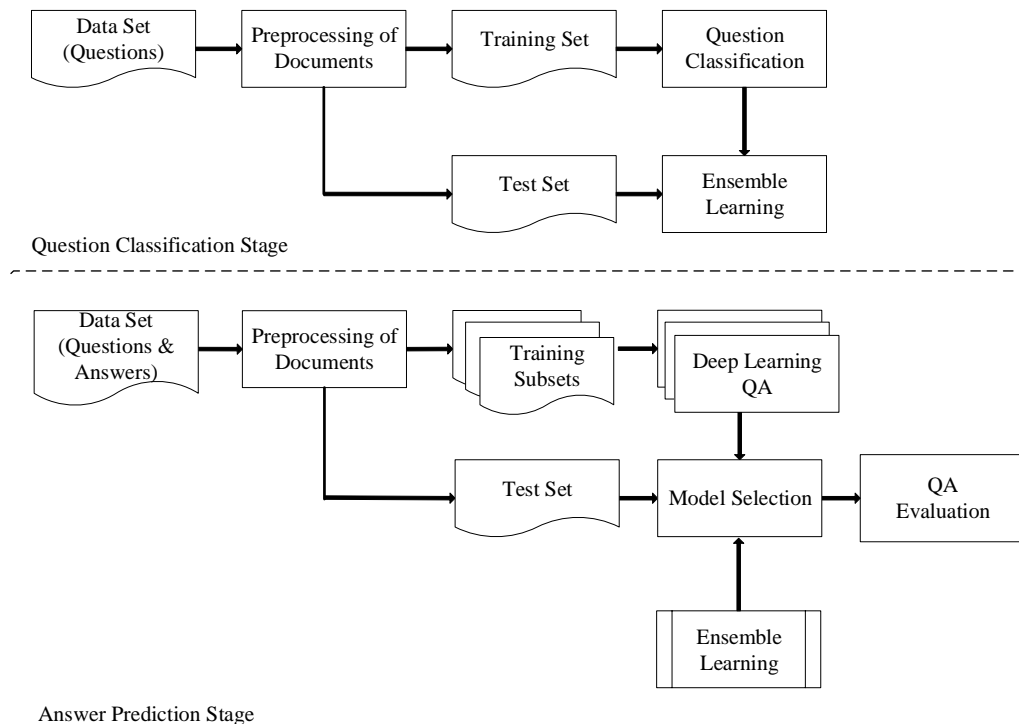 Data Set
(Questions)
Preprocessing of
Documents
Training Set
Question
Classification
Test Set
Ensemble
Learning
Question Classification Stage
Data Set
(Questions &
Answers)
Preprocessing of
Documents
Training
Subsets
Deep Learning
QA
Test Set
Model Selection
QA
Evaluation
Ensemble
Learning
Answer Prediction Stage